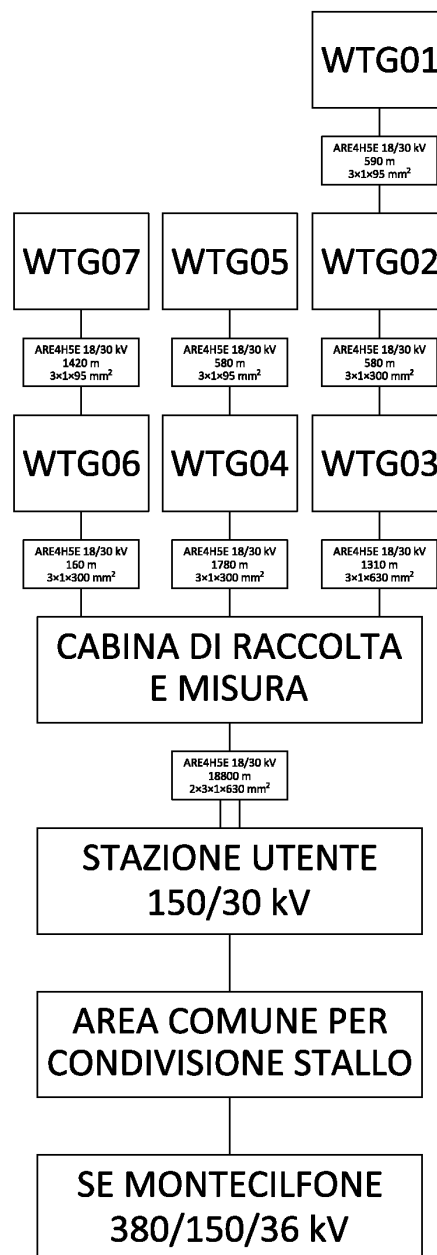 WTG01
ARE4H5E 18/30 kV
590 m
3×1×95 mm²
WTG07
WTG05
WTG02
ARE4H5E 18/30 kV
1420 m
3×1×95 mm²
ARE4H5E 18/30 kV
580 m
3×1×95 mm²
ARE4H5E 18/30 kV
580 m
3×1×300 mm²
WTG06
WTG04
WTG03
ARE4H5E 18/30 kV
160 m
3×1×300 mm²
ARE4H5E 18/30 kV
1780 m
3×1×300 mm²
ARE4H5E 18/30 kV
1310 m
3×1×630 mm²
CABINA DI RACCOLTA
E MISURA
ARE4H5E 18/30 kV
18800 m
2×3×1×630 mm²
STAZIONE UTENTE
150/30 kV
AREA COMUNE PER
CONDIVISIONE STALLO
SE MONTECILFONE
380/150/36 kV